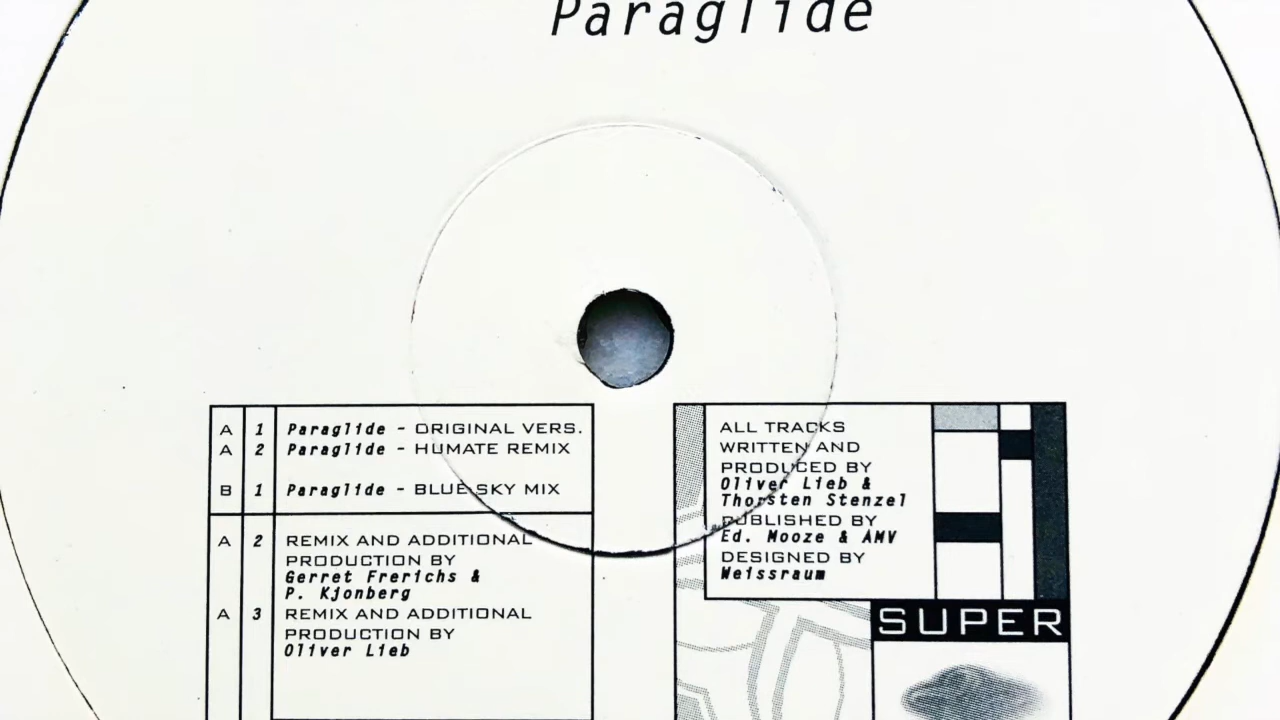 Paraglide
A 1 Paraglide - ORIGINAL VERS.
A 2 Paraglide - HUMATE REMIX
B 1 Paraglide - BLUE SKY MIX
A 2 REMIX AND ADDITIONAL
PRODUCTION BY
Gerret Frerichs &
P. Kjonberg
A 3 REMIX AND ADDITIONAL
PRODUCTION BY
Oliver Lieb
ALL TRACKS
WRITTEN AND
PRODUCED BY
Oliver Lieb &
Thorsten Stenzel
PUBLISHED BY
Ed. Mooze & AMV
DESIGNED BY
Weissraum
SUPER